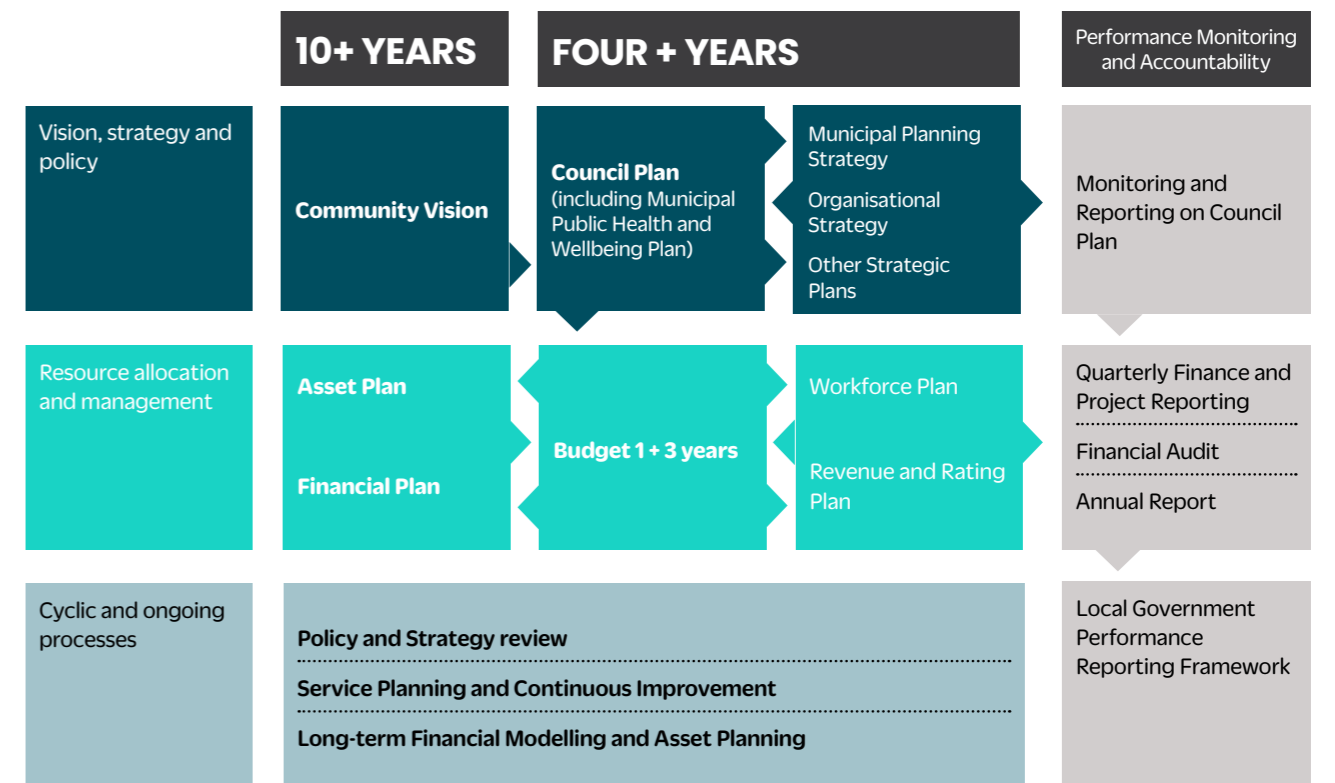 10+ YEARS
FOUR + YEARS
Performance Monitoring
and Accountability
Vision, strategy and
policy
Community Vision
Council Plan
(including Municipal
Public Health and
Wellbeing Plan)
Municipal Planning
Strategy
Organisational
Strategy
Other Strategic
Plans
Monitoring and
Reporting on Council
Plan
Resource allocation
and management
Asset Plan
Financial Plan
Budget 1 + 3 years
Workforce Plan
Revenue and Rating
Plan
Quarterly Finance and
Project Reporting
Financial Audit
Annual Report
Cyclic and ongoing
processes
Policy and Strategy review
Service Planning and Continuous Improvement
Long-term Financial Modelling and Asset Planning
Local Government
Performance
Reporting Framework